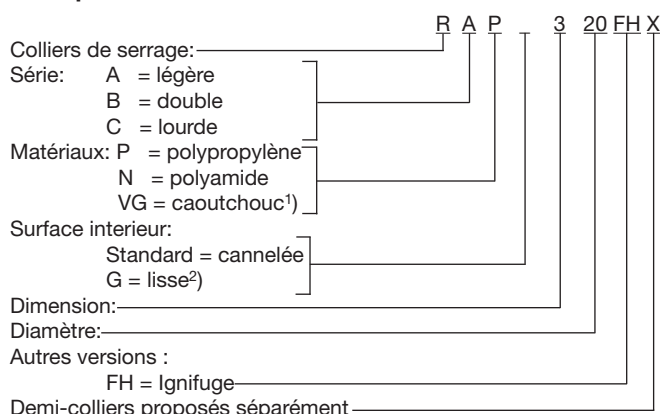 R A P _ 3 20 FH X
Colliers de serrage:
Série: A = légère
B = double
C = lourde
Matériaux: P = polypropylène
N = polyamide
VG = caoutchouc¹)
Surface interieur:
Standard = cannelée
G = lisse²)
Dimension:
Diamètre:
Autres versions :
FH = Ignifuge
Demi-colliers proposés séparément